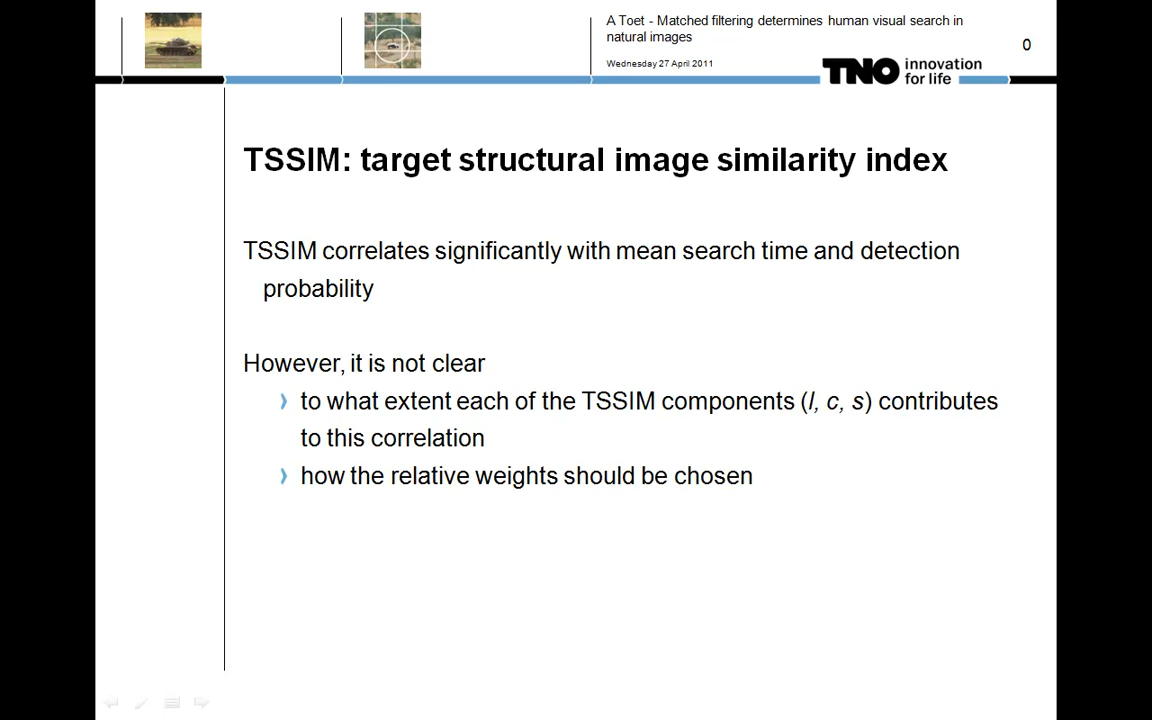 A Toet - Matched filtering determines human visual search in
natural images
Wednesday 27 April 2011
0
TNO innovation
for life
TSSIM: target structural image similarity index
TSSIM correlates significantly with mean search time and detection
probability
However, it is not clear
to what extent each of the TSSIM components (l, c, s) contributes
to this correlation
how the relative weights should be chosen